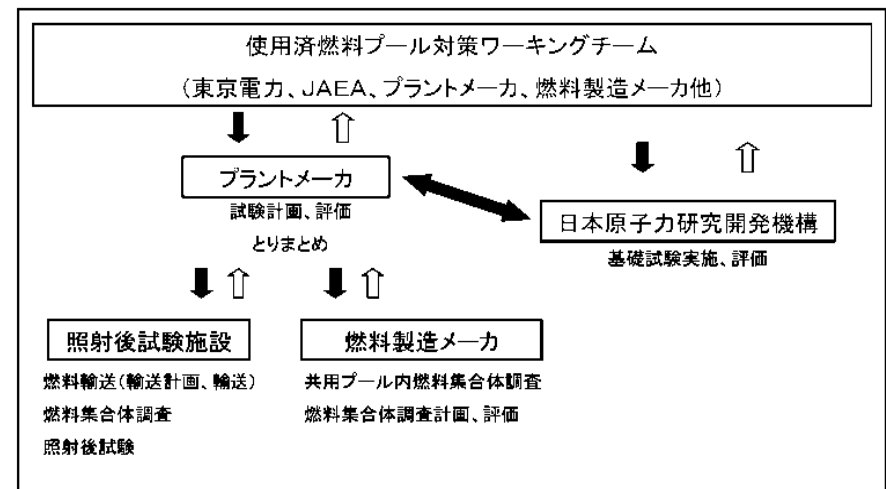 使用済燃料プール対策ワーキングチーム
(東京電力、JAEA、プラントメーカ、燃料製造メーカ他)
プラントメーカ
試験計画、評価
とりまとめ
日本原子力研究開発機構
基礎試験実施、評価
照射後試験施設
燃料輸送(輸送計画、輸送)
燃料集合体調査
照射後試験
燃料製造メーカ
共用プール内燃料集合体調査
燃料集合体調査計画、評価